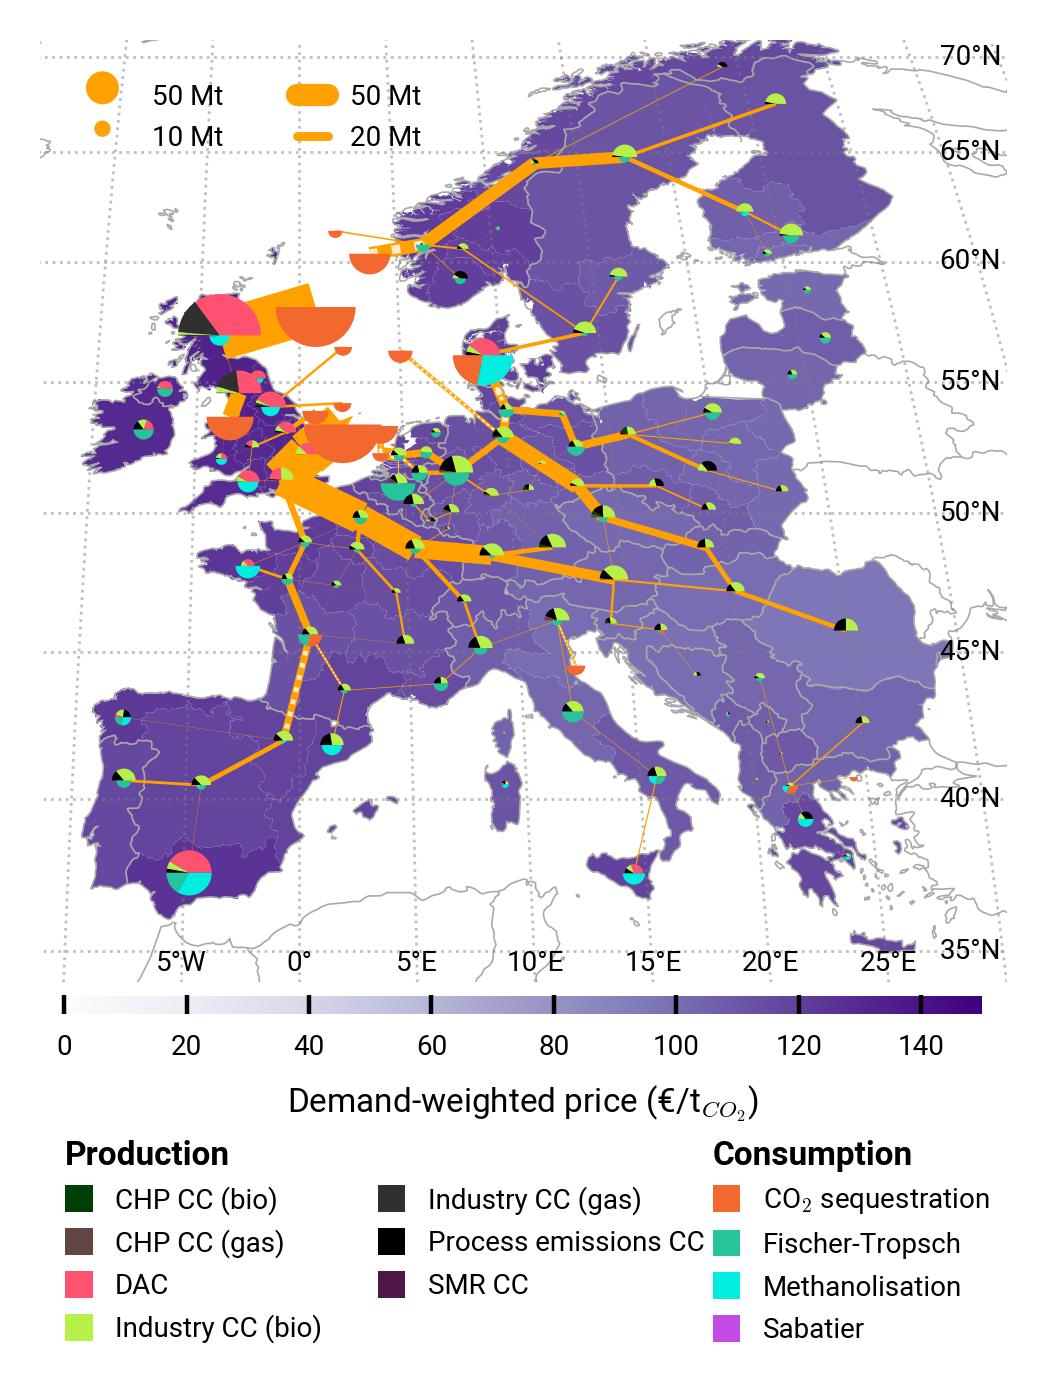 70°N
50 Mt 50 Mt
10 Mt 20 Mt
65°N
60°N
55°N
50°N
45°N
40°N
35°N
5°W 0° 5°E 10°E 15°E 20°E 25°E
0 20 40 60 80 100 120 140
Demand-weighted price (€/t_{CO_2})
Production Consumption
CHP CC (bio) Industry CC (gas) CO₂ sequestration
CHP CC (gas) Process emissions CC Fischer-Tropsch
DAC SMR CC Methanolisation
Industry CC (bio) Sabatier